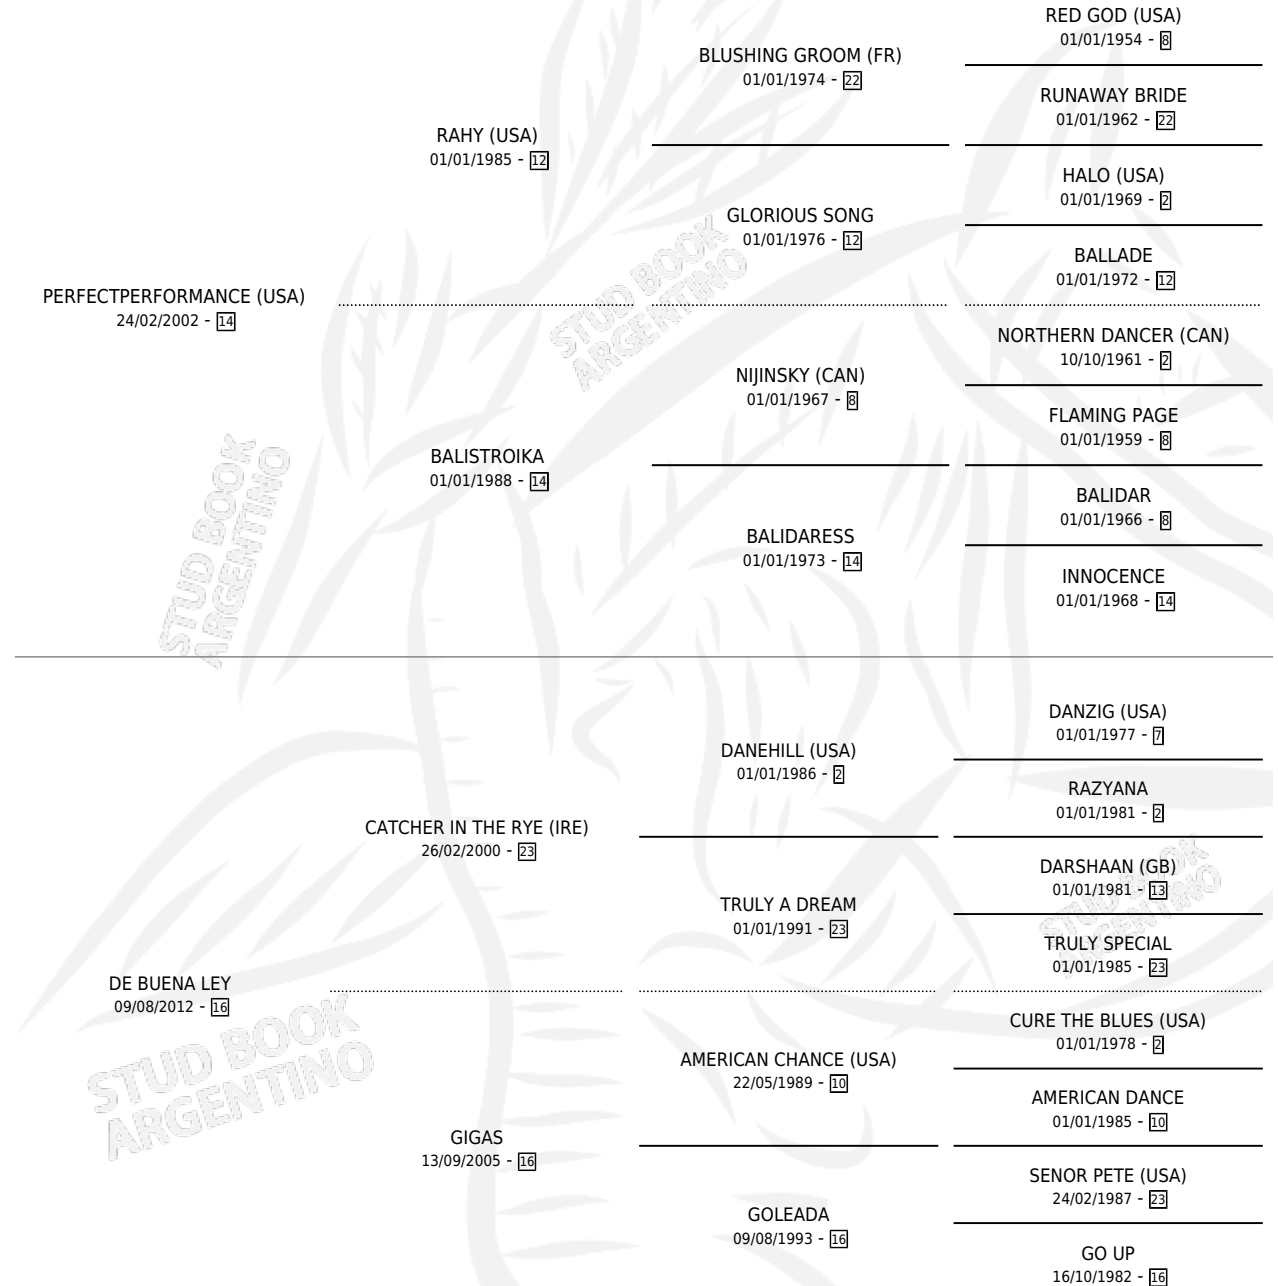 RED GOD (USA)
01/01/1954 - 8
BLUSHING GROOM (FR)
01/01/1974 - 22
RUNAWAY BRIDE
01/01/1962 - 22
RAHY (USA)
01/01/1985 - 12
HALO (USA)
01/01/1969 - 2
GLORIOUS SONG
01/01/1976 - 12
BALLADE
01/01/1972 - 12
PERFECTPERFORMANCE (USA)
24/02/2002 - 14
NORTHERN DANCER (CAN)
10/10/1961 - 2
NIJINSKY (CAN)
01/01/1967 - 8
FLAMING PAGE
01/01/1959 - 8
BALISTROIKA
01/01/1988 - 14
BALIDAR
01/01/1966 - 8
BALIDARESS
01/01/1973 - 14
INNOCENCE
01/01/1968 - 14
STUD BOOK
ARGENTINO
STUD BOOK
ARGENTINO
DANZIG (USA)
01/01/1977 - 7
DANEHILL (USA)
01/01/1986 - 2
RAZYANA
01/01/1981 - 2
CATCHER IN THE RYE (IRE)
26/02/2000 - 23
DARSHAAN (GB)
01/01/1981 - 13
TRULY A DREAM
01/01/1991 - 23
TRULY SPECIAL
01/01/1985 - 23
STUD BOOK
ARGENTINO
DE BUENA LEY
09/08/2012 - 16
CURE THE BLUES (USA)
01/01/1978 - 2
AMERICAN CHANCE (USA)
22/05/1989 - 10
AMERICAN DANCE
01/01/1985 - 10
GIGAS
13/09/2005 - 16
SENOR PETE (USA)
24/02/1987 - 23
GOLEADA
09/08/1993 - 16
GO UP
16/10/1982 - 16
STUD BOOK
ARGENTINO